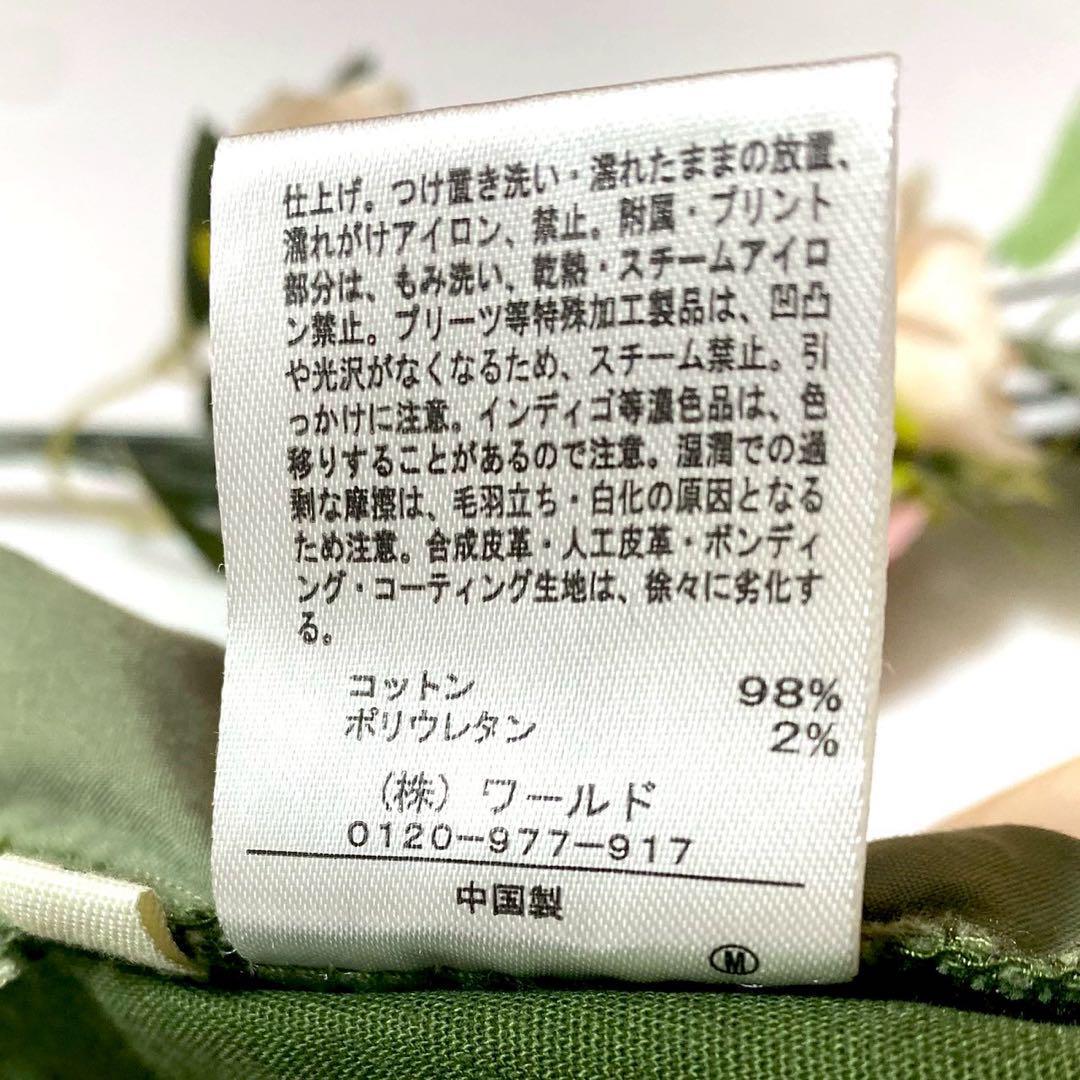 仕上げ。つけ置き洗い・濡れたままの放置、
濡れがけアイロン、禁止。附属・プリント
部分は、もみ洗い、乾熱・スチームアイロ
ン禁止。プリーツ等特殊加工製品は、凹凸
や光沢がなくなるため、スチーム禁止。引
っかけに注意。インディゴ等濃色品は、色
移りすることがあるので注意。湿潤での過
剰な摩擦は、毛羽立ち・白化の原因となる
ため注意。合成皮革・人工皮革・ボンディ
ング・コーティング生地は、徐々に劣化す
る。
コットン 98%
ポリウレタン 2%
(株) ワールド
0120-977-917
中国製
M